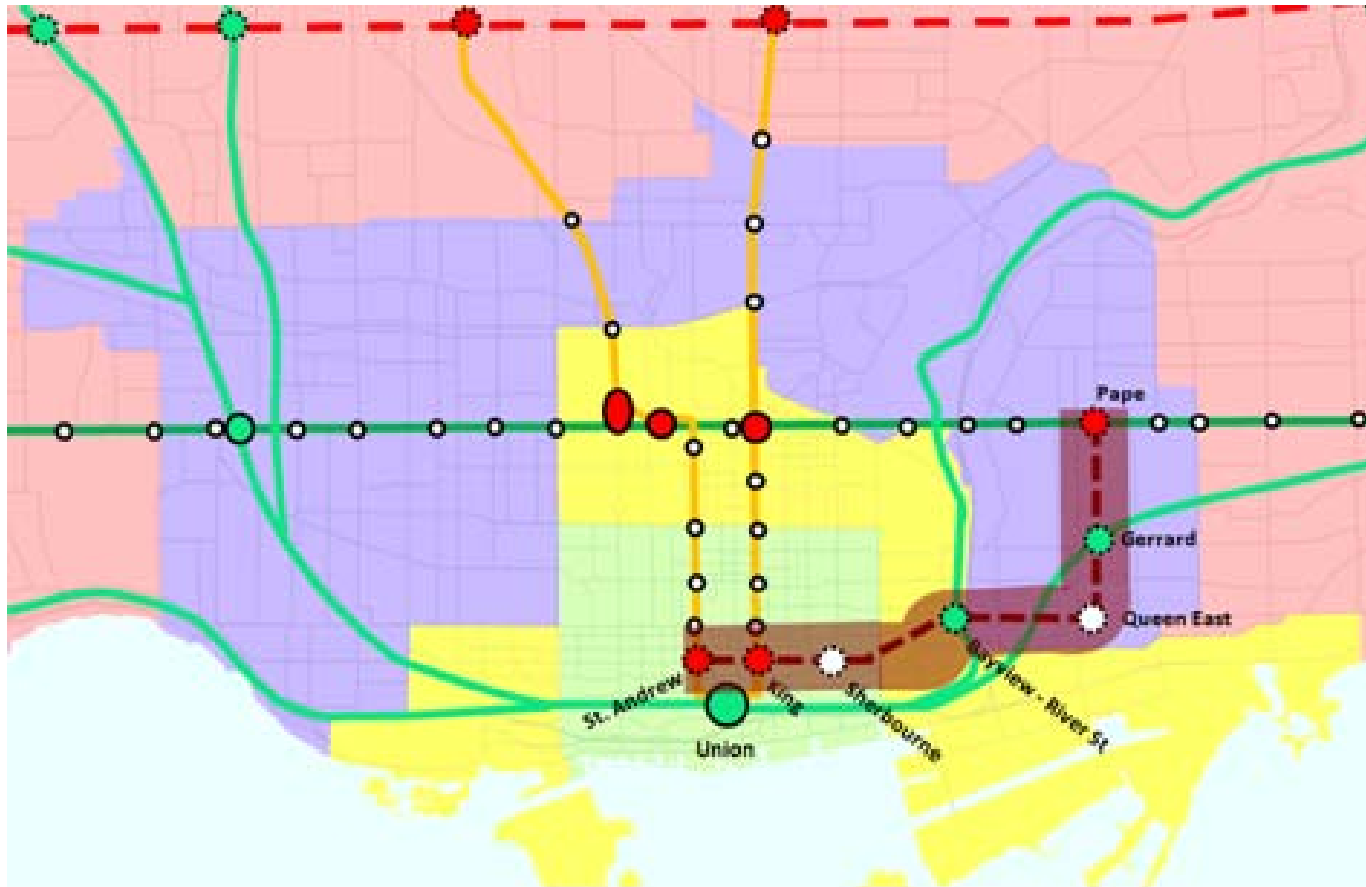 Pape
Gerrard
Queen East
Bayview - River St
St. Andrew
King
Sherbourne
Union